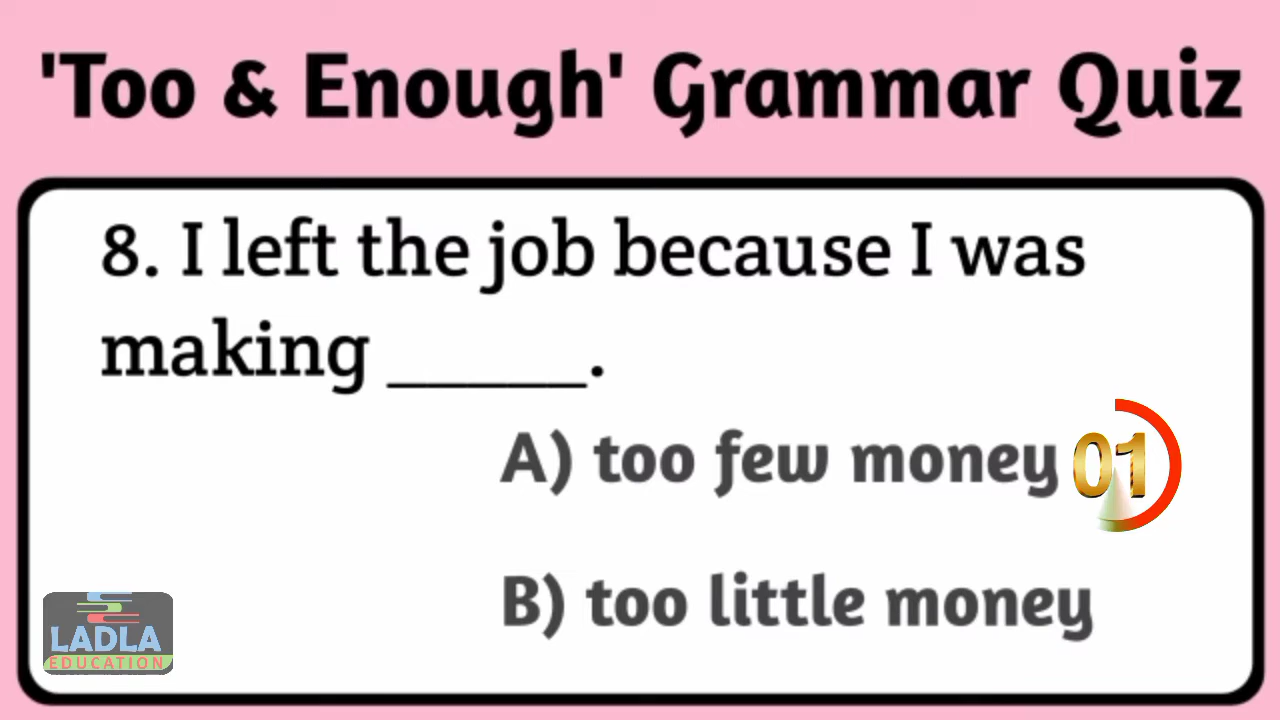 'Too & Enough' Grammar Quiz
8. I left the job because I was
making _____.
A) too few money
01
B) too little money
LADLA
EDUCATION